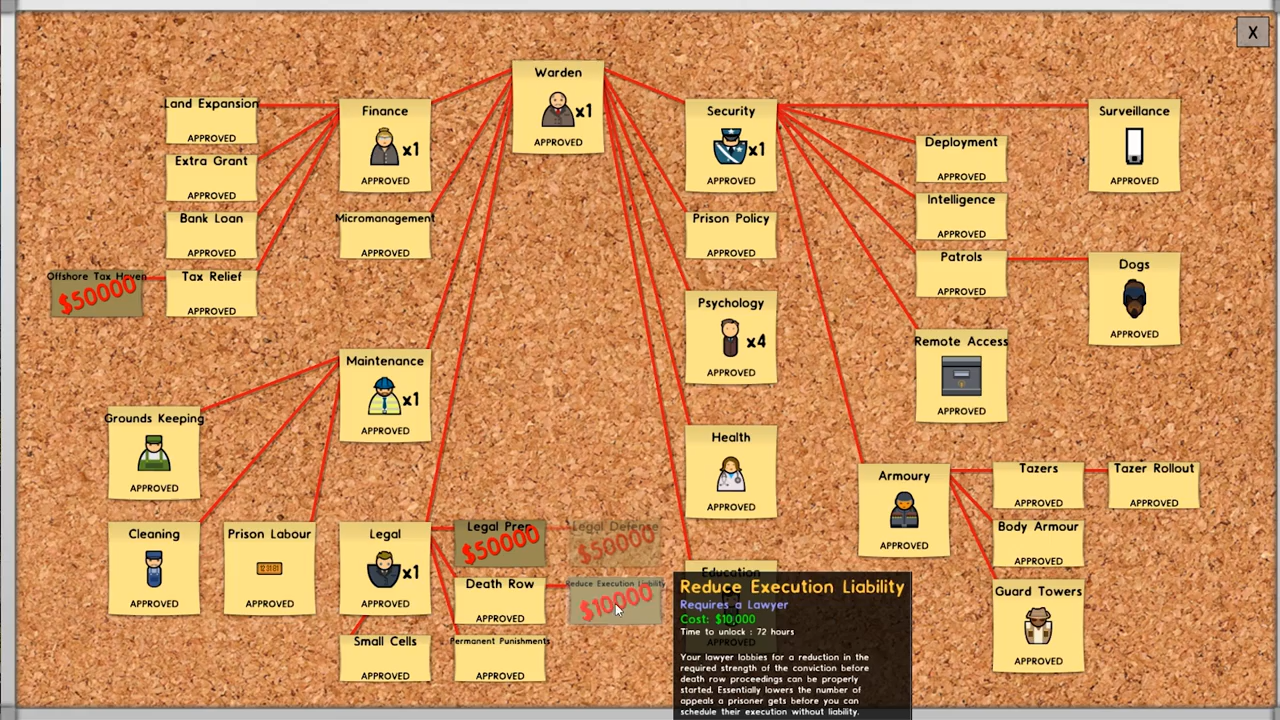 X
Warden
x1
APPROVED
Land Expansion
APPROVED
Extra Grant
APPROVED
Bank Loan
APPROVED
Offshore Tax Haven
$50000
Tax Relief
APPROVED
Finance
x1
APPROVED
Micromanagement
APPROVED
Maintenance
x1
APPROVED
Grounds Keeping
APPROVED
Cleaning
APPROVED
Prison Labour
APPROVED
Legal
x1
APPROVED
Small Cells
APPROVED
Legal Prep
$50000
Legal Defense
$50000
Death Row
APPROVED
Reduce Execution Liability
$10000
Permanent Punishments
APPROVED
Security
x1
APPROVED
Prison Policy
APPROVED
Psychology
x4
APPROVED
Health
APPROVED
Education
APPROVED
Deployment
APPROVED
Intelligence
APPROVED
Patrols
APPROVED
Remote Access
APPROVED
Surveillance
APPROVED
Dogs
APPROVED
Armoury
APPROVED
Tazers
APPROVED
Tazer Rollout
APPROVED
Body Armour
APPROVED
Guard Towers
APPROVED
Reduce Execution Liability
Requires a Lawyer
Cost: $10,000
Time to unlock : 72 hours
Your lawyer lobbies for a reduction in the
required strength of the conviction before
death row proceedings can be properly
started. Essentially lowers the number of
appeals a prisoner gets before you can
schedule their execution without liability.